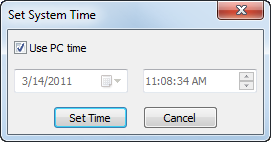 Set System Time
Use PC time
3/14/2011
11:08:34 AM
Set Time
Cancel